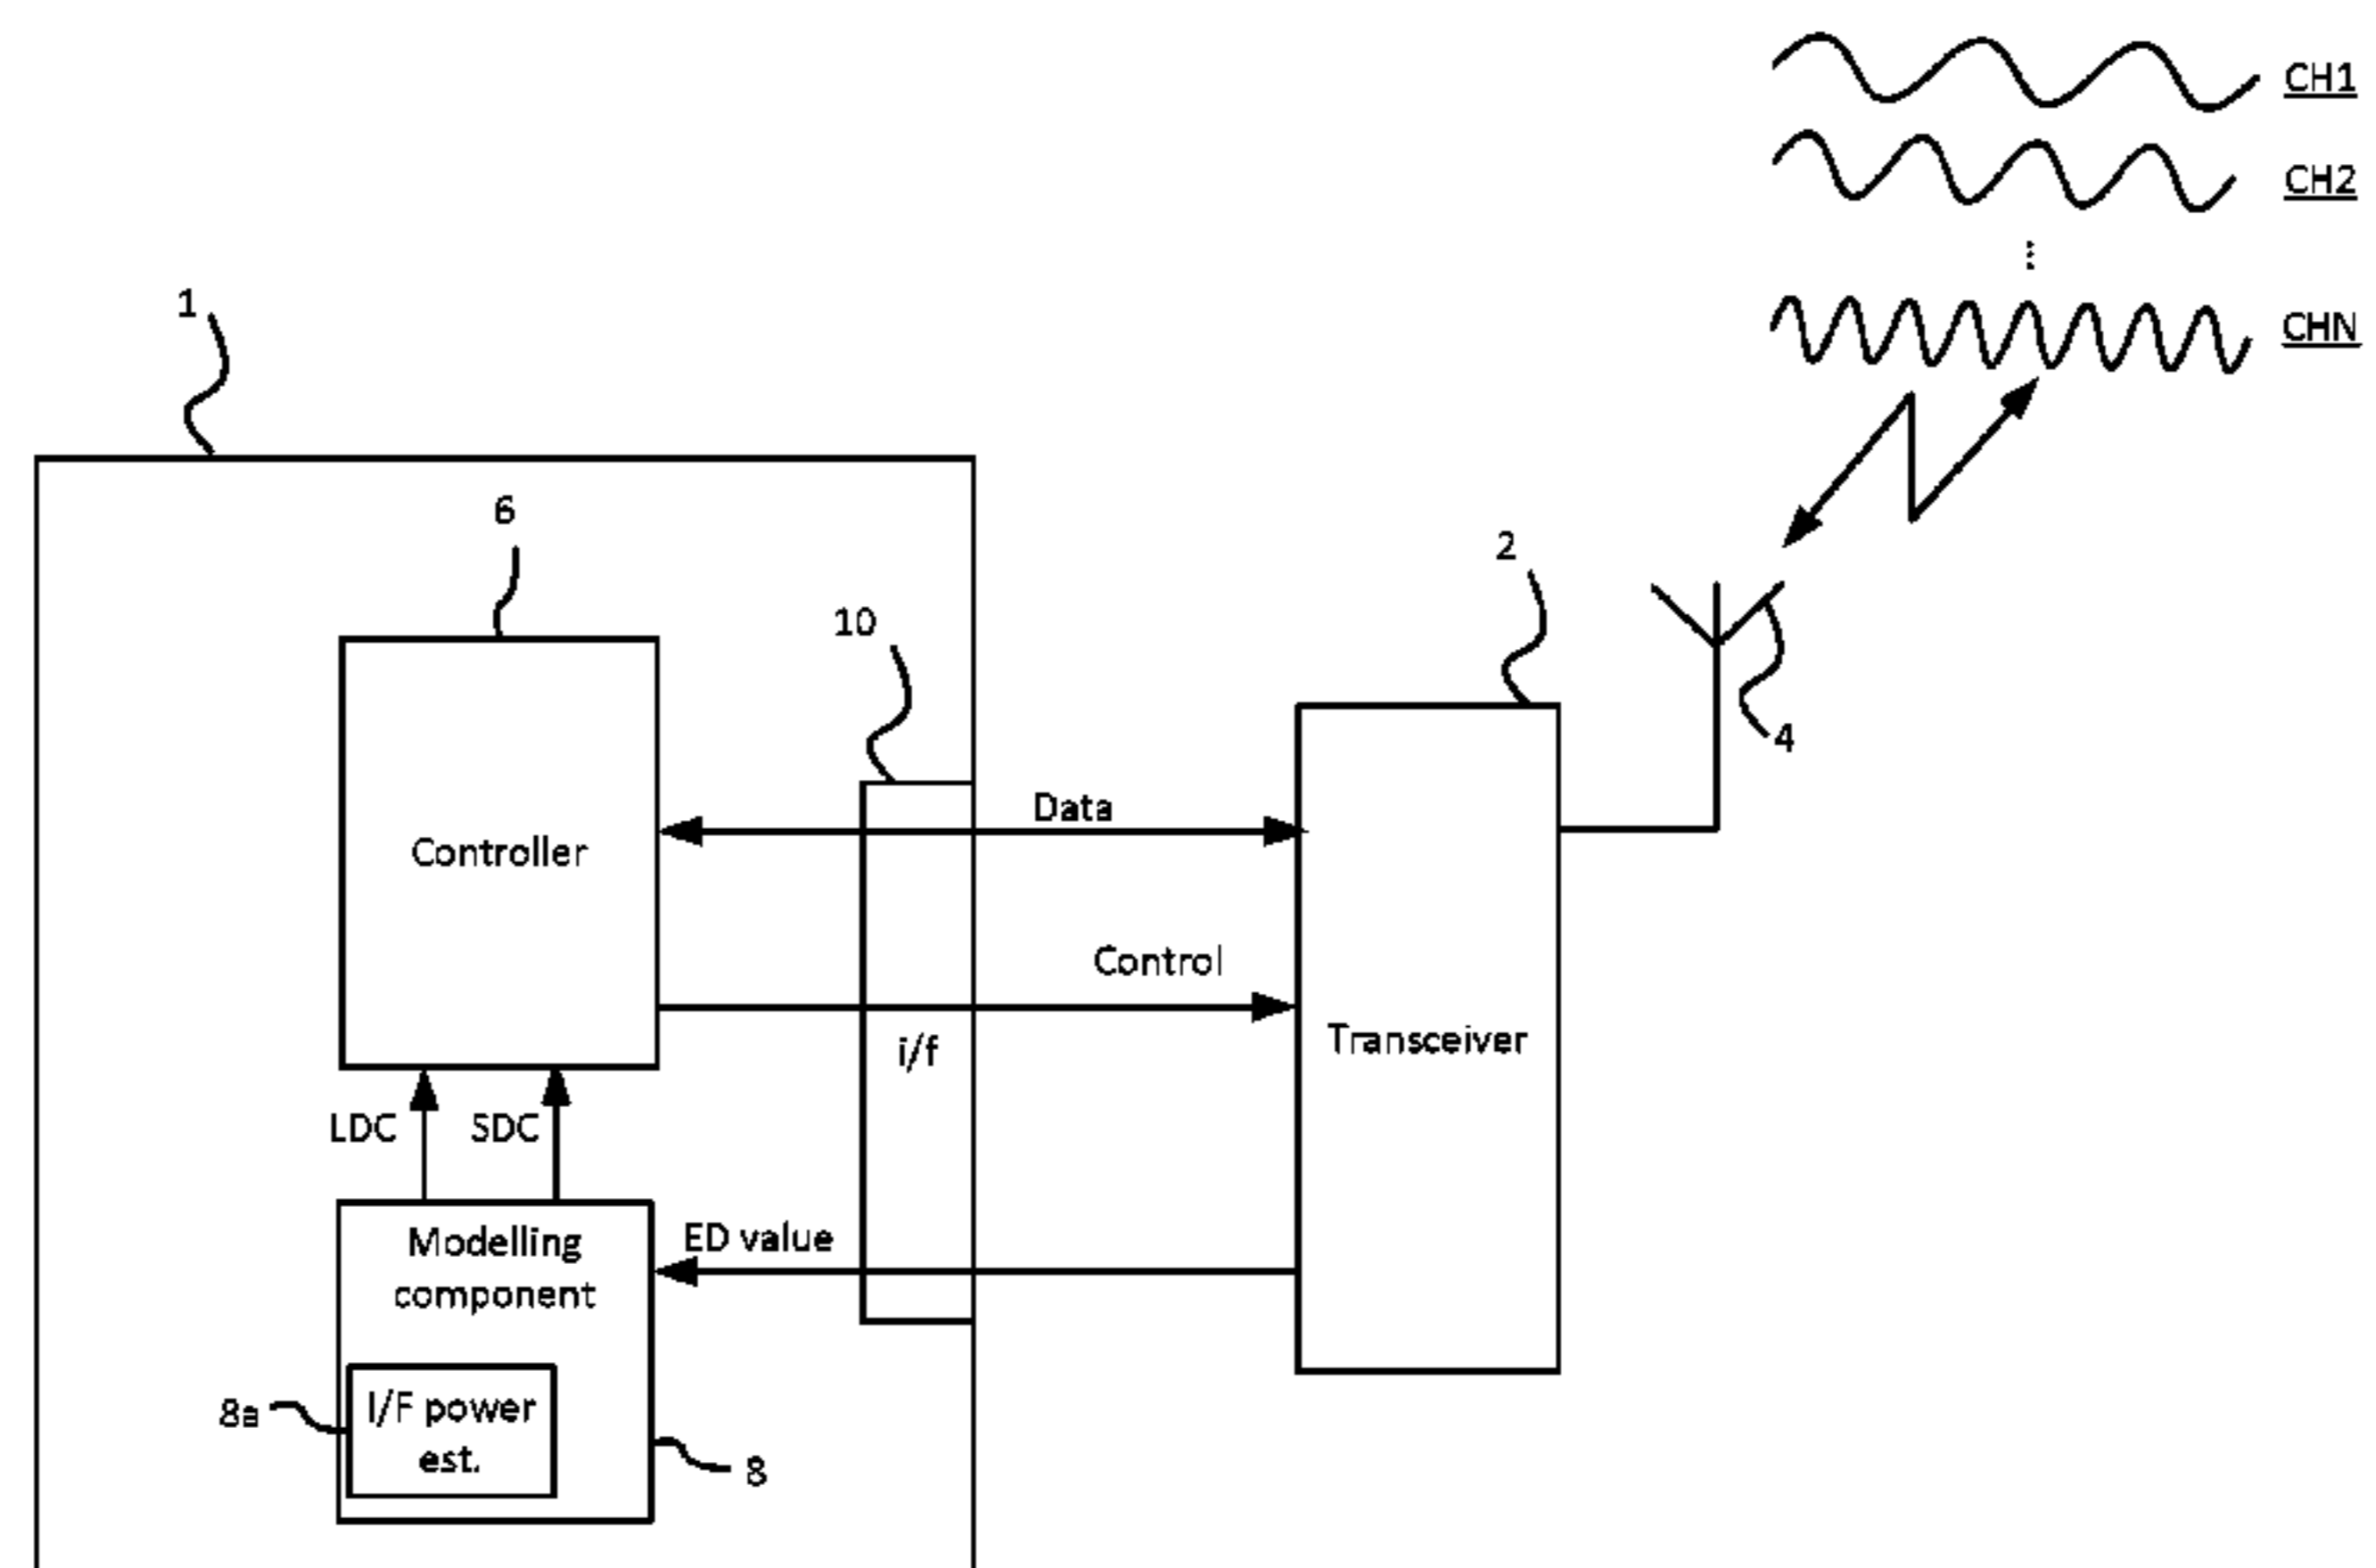 CH1
CH2
...
CHN
1
6
10
2
4
Data
Controller
Control
i/f
Transceiver
LDC
SDC
ED value
Modelling
component
I/F power
est.
8a
8